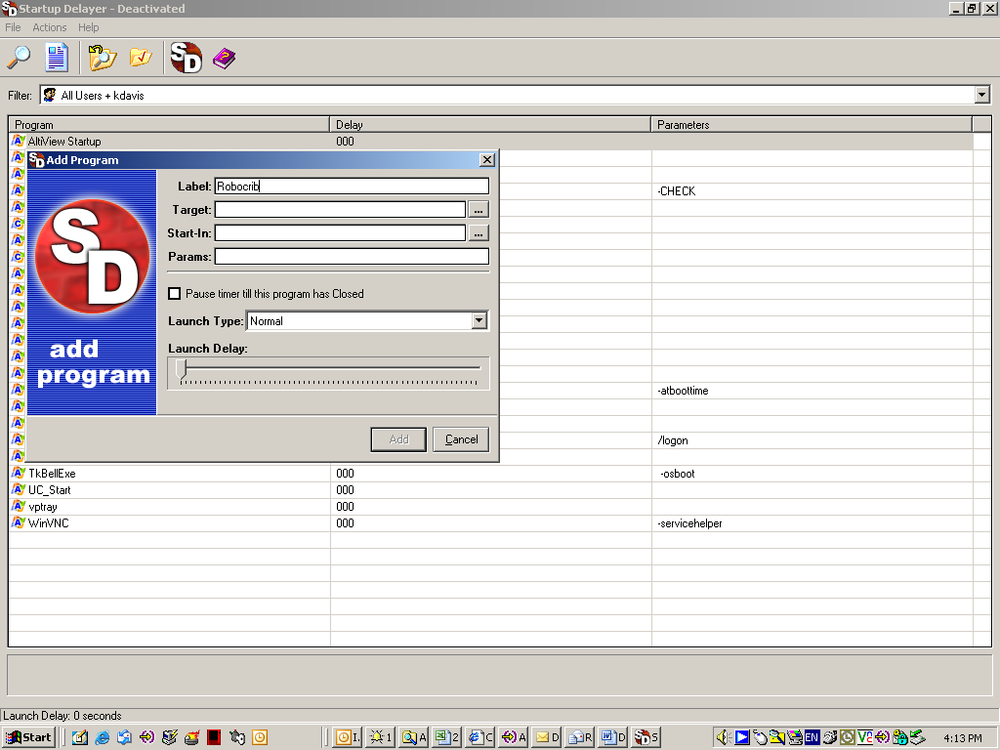 Startup Delayer - Deactivated
File Actions Help
SD
Filter: All Users + kdavis
Program Delay Parameters
AltiView Startup 000
Add Program
Label: Robocrib
-CHECK
Target: ...
Start-In: ...
Params:
SD
Pause timer till this program has Closed
Launch Type: Normal
Launch Delay:
add
program
-atboottime
Add Cancel
/logon
TkBellExe 000 -osboot
UC_Start 000
vptray 000
WinVNC 000 -servicehelper
Launch Delay: 0 seconds
Start I. 1 A 2 C A D R D S EN 4:13 PM